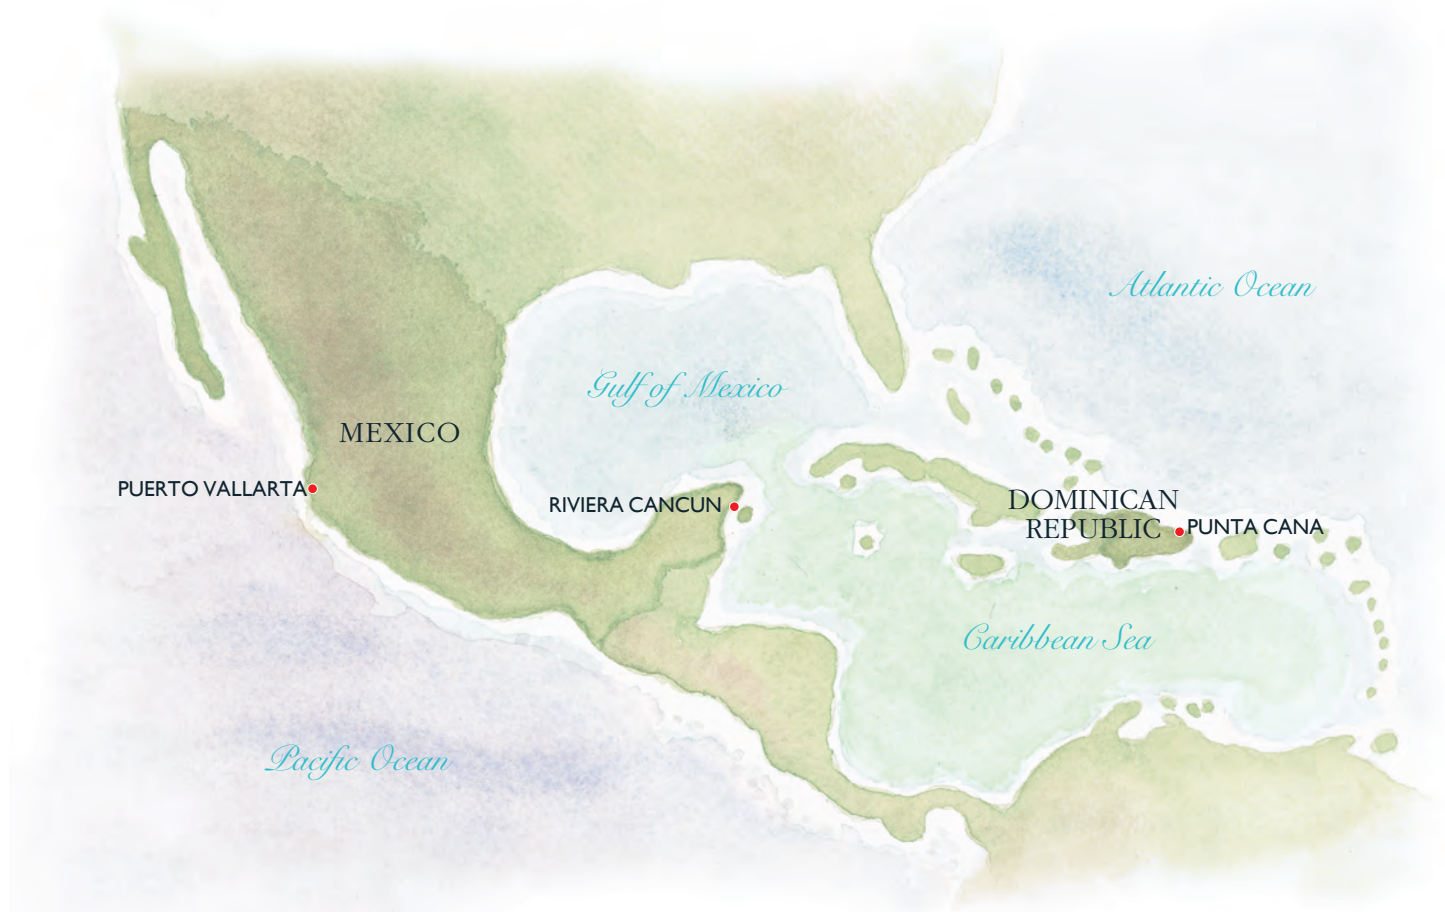 Atlantic Ocean
Gulf of Mexico
MEXICO
PUERTO VALLARTA
RIVIERA CANCUN
DOMINICAN
REPUBLIC
PUNTA CANA
Caribbean Sea
Pacific Ocean